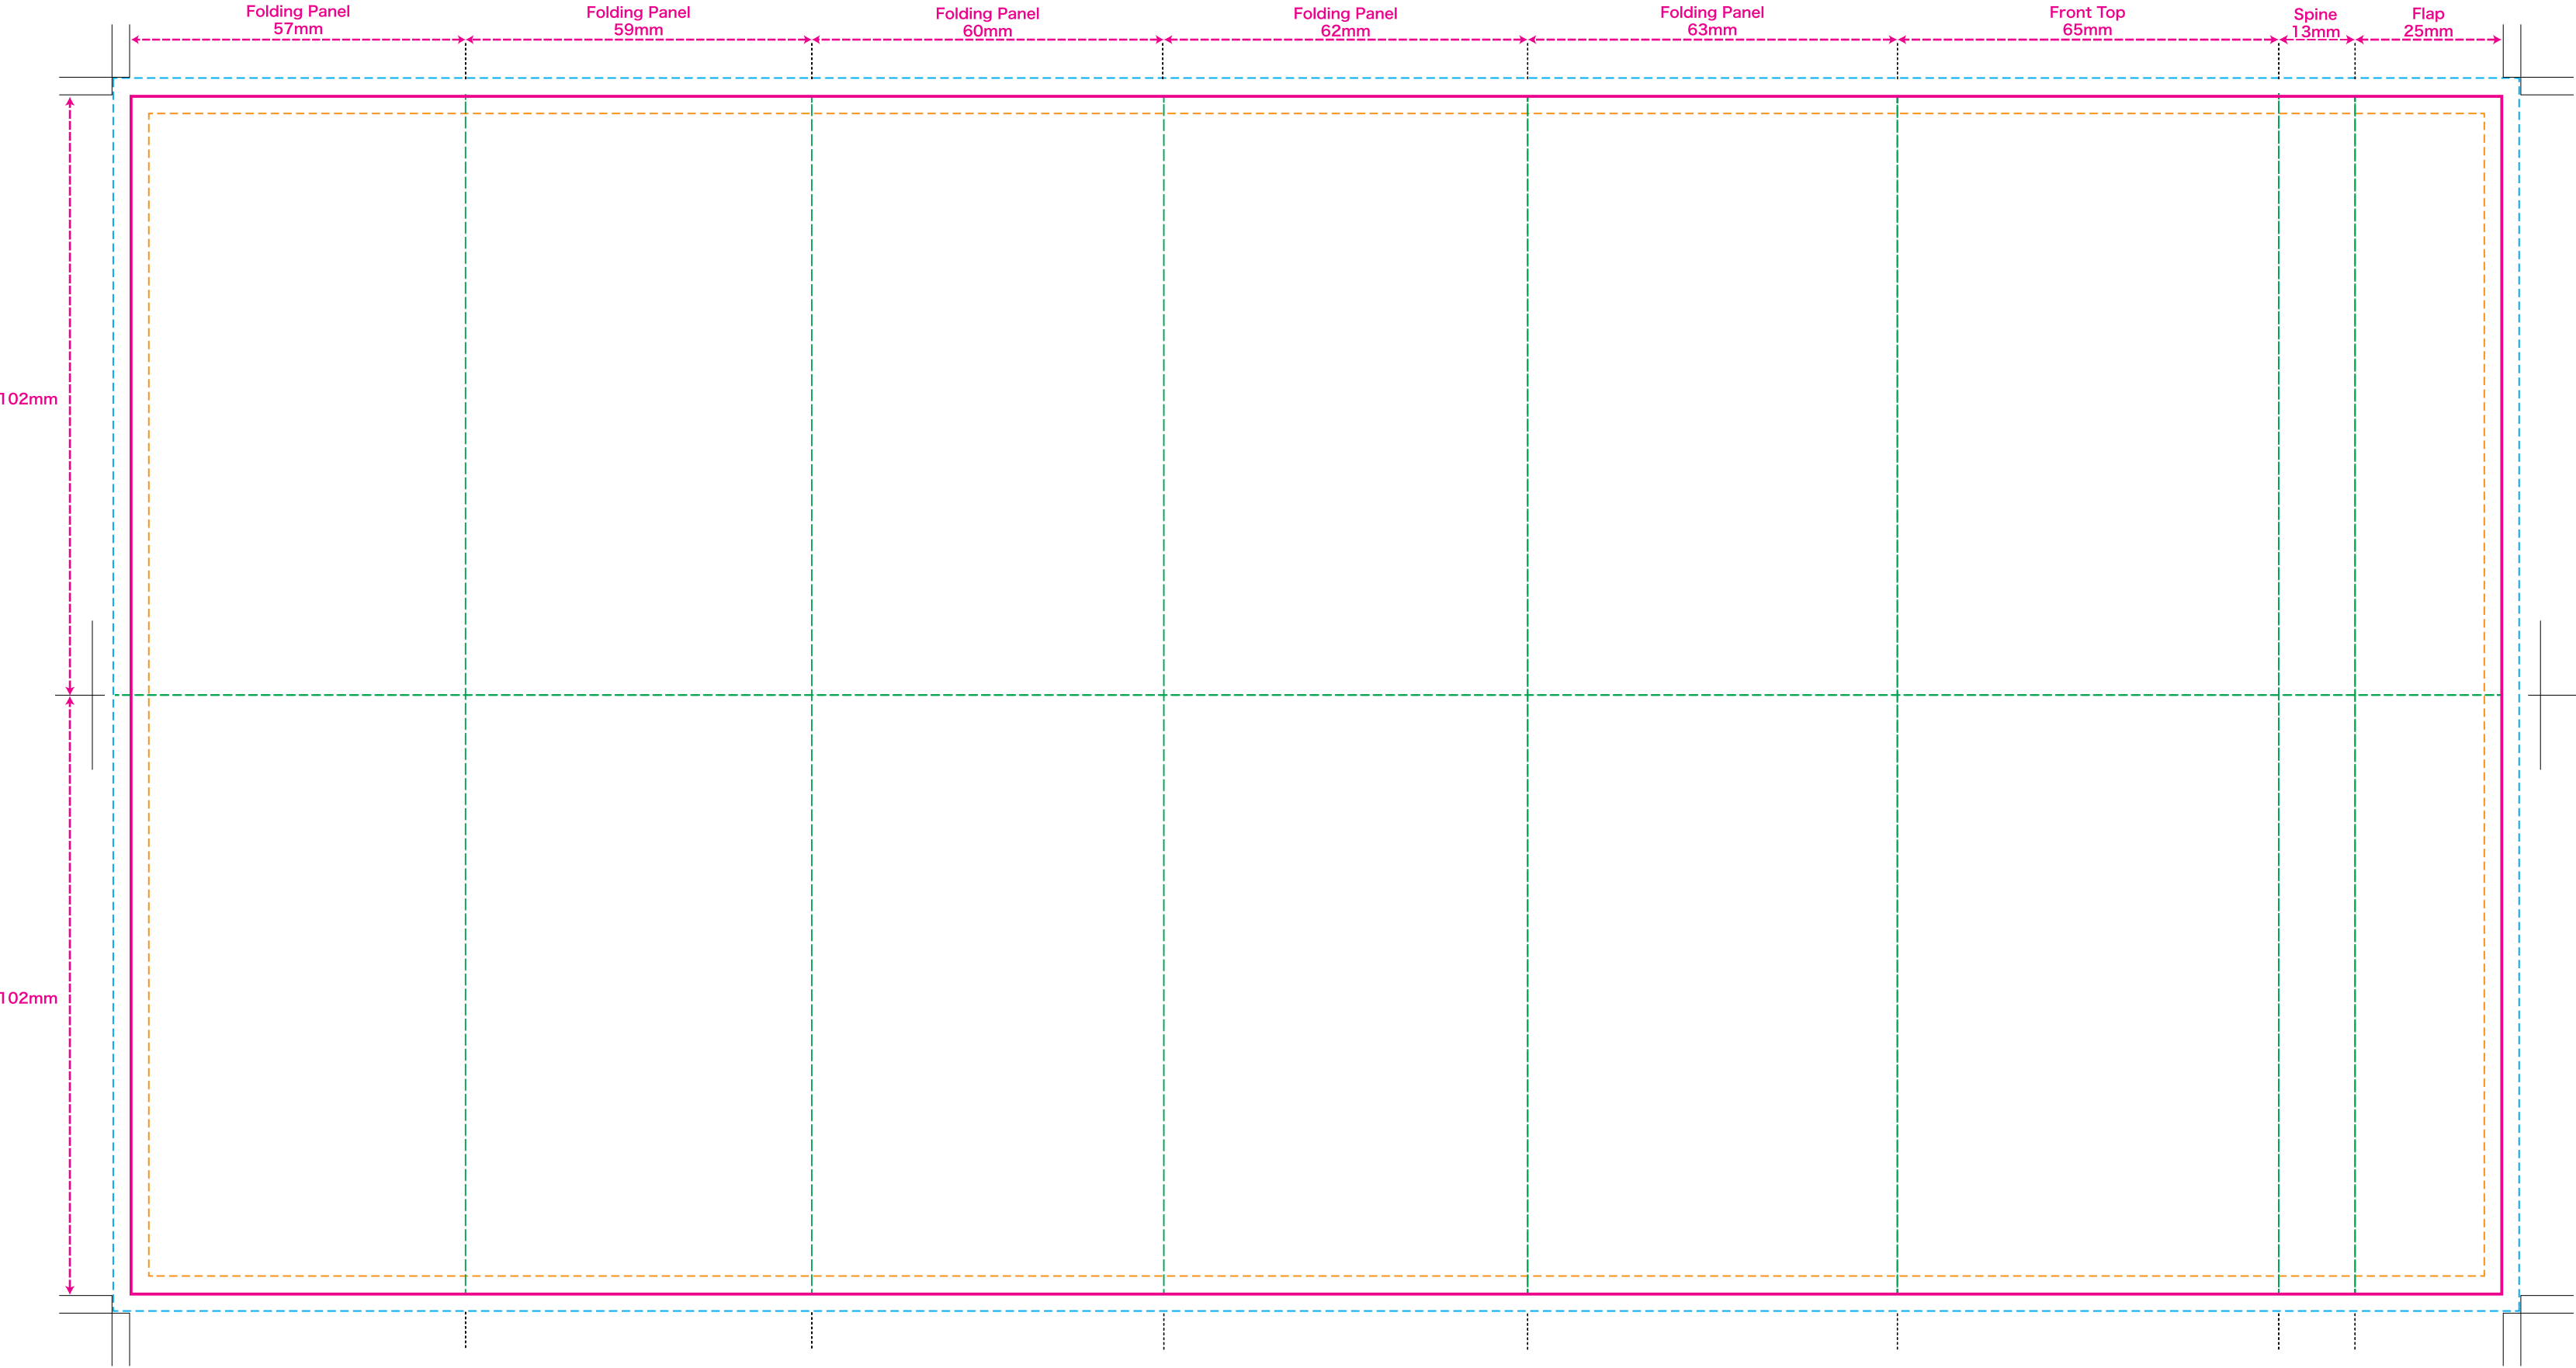 Folding Panel
57mm
Folding Panel
59mm
Folding Panel
60mm
Folding Panel
62mm
Folding Panel
63mm
Front Top
65mm
Spine
13mm
Flap
25mm
102mm
102mm